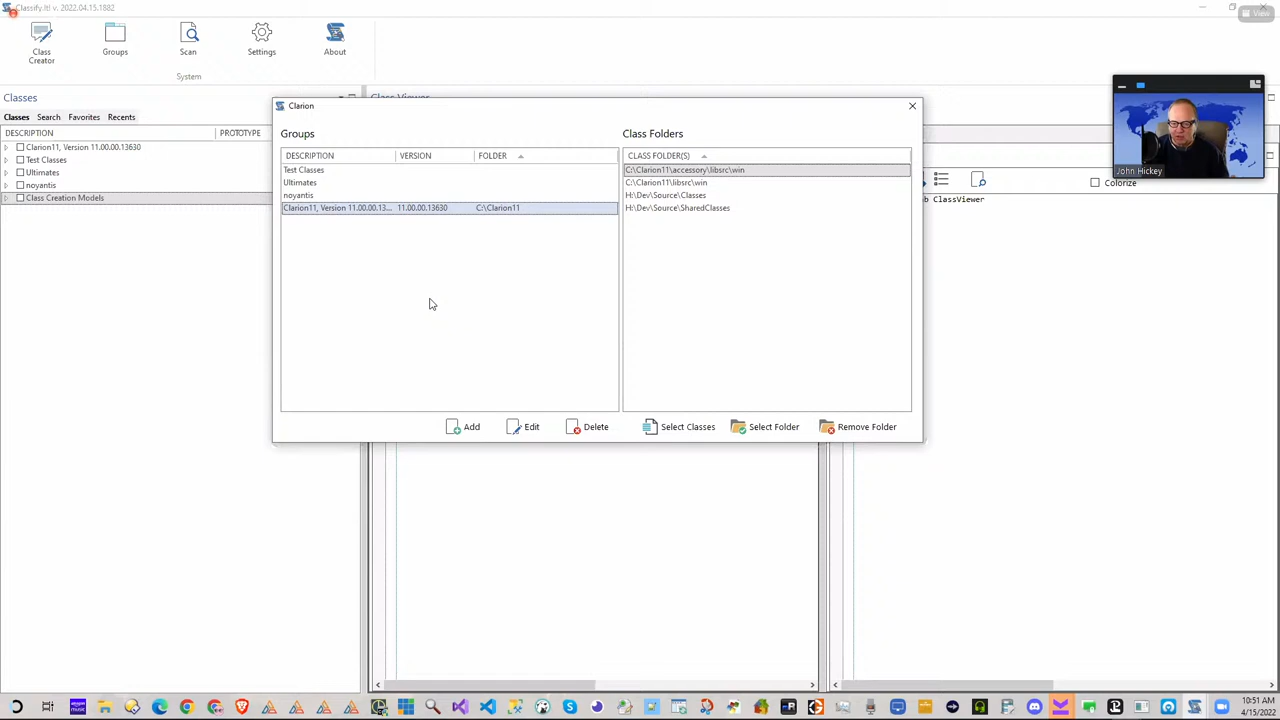 Classify.It! v. 2022.04.15.1882
View
Class Creator
Groups
Scan
Settings
About
System
Classes
Class Viewer
Classes Search Favorites Recents
DESCRIPTION PROTOTYPE
Clarion11, Version 11.00.00.13630
Test Classes
Ultimates
noyantis
Class Creation Models
Clarion
Groups
DESCRIPTION VERSION FOLDER
Test Classes
Ultimates
noyantis
Clarion11, Version 11.00.00.13... 11.00.00.13630 C:\Clarion11
Add Edit Delete
Class Folders
CLASS FOLDER(S)
C:\Clarion11\accessory\libsrc\win
C:\Clarion11\libsrc\win
H:\Dev\Source\Classes
H:\Dev\Source\SharedClasses
Select Classes Select Folder Remove Folder
John Hickey
Colorize
ClassViewer
10:51 AM
4/15/2022